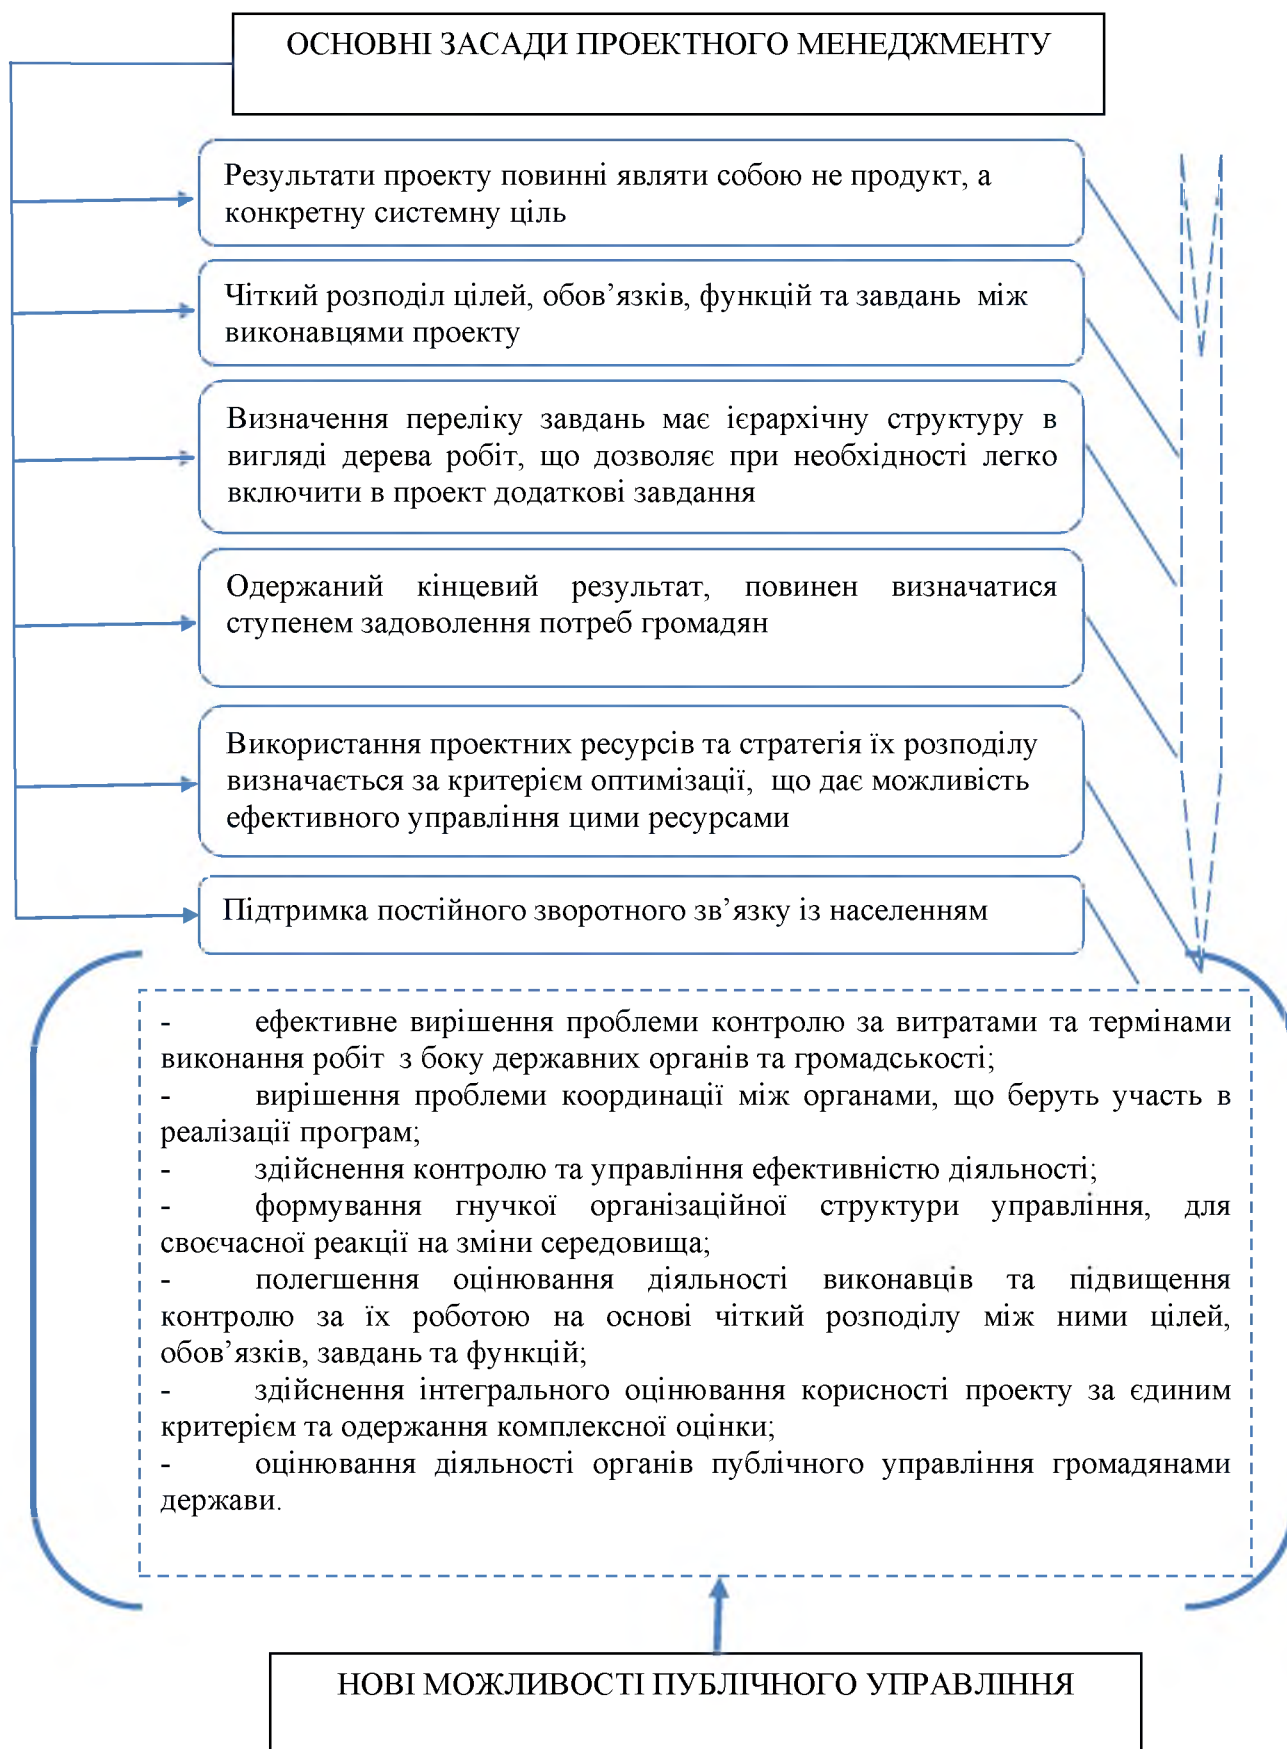 ОСНОВНІ ЗАСАДИ ПРОЕКТНОГО МЕНЕДЖМЕНТУ
Результати проекту повинні являти собою не продукт, а
конкретну системну ціль
Чіткий розподіл цілей, обов’язків, функцій та завдань між
виконавцями проекту
Визначення переліку завдань має ієрархічну структуру в
вигляді дерева робіт, що дозволяє при необхідності легко
включити в проект додаткові завдання
Одержаний кінцевий результат, повинен визначатися
ступенем задоволення потреб громадян
Використання проектних ресурсів та стратегія їх розподілу
визначається за критерієм оптимізації, що дає можливість
ефективного управління цими ресурсами
Підтримка постійного зворотного зв’язку із населенням
- ефективне вирішення проблеми контролю за витратами та термінами
виконання робіт з боку державних органів та громадськості;
- вирішення проблеми координації між органами, що беруть участь в
реалізації програм;
- здійснення контролю та управління ефективністю діяльності;
- формування гнучкої організаційної структури управління, для
своєчасної реакції на зміни середовища;
- полегшення оцінювання діяльності виконавців та підвищення
контролю за їх роботою на основі чіткий розподілу між ними цілей,
обов’язків, завдань та функцій;
- здійснення інтегрального оцінювання корисності проекту за єдиним
критерієм та одержання комплексної оцінки;
- оцінювання діяльності органів публічного управління громадянами
держави.
НОВІ МОЖЛИВОСТІ ПУБЛІЧНОГО УПРАВЛІННЯ